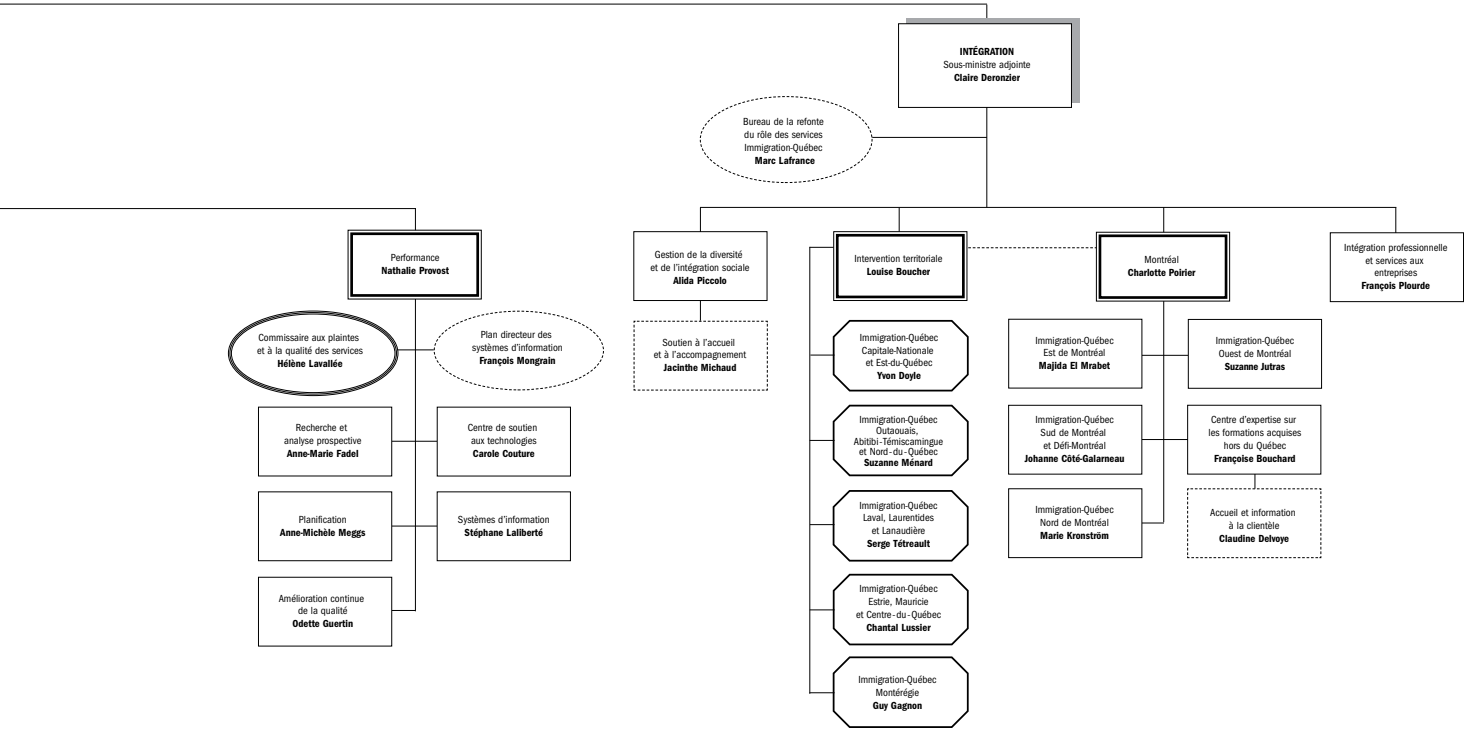 INTÉGRATION
Sous-ministre adjointe
Claire Deronzier
Bureau de la refonte
du rôle des services
Immigration-Québec
Marc Lafrance
Performance
Nathalie Provost
Commissaire aux plaintes
et à la qualité des services
Hélène Lavallée
Plan directeur des
systèmes d'information
François Mongrain
Recherche et
analyse prospective
Anne-Marie Fadel
Centre de soutien
aux technologies
Carole Couture
Planification
Anne-Michèle Meggs
Systèmes d'information
Stéphane Laliberté
Amélioration continue
de la qualité
Odette Guertin
Gestion de la diversité
et de l'intégration sociale
Alida Piccolo
Soutien à l'accueil
et à l'accompagnement
Jacinthe Michaud
Intervention territoriale
Louise Boucher
Immigration-Québec
Capitale-Nationale
et Est-du-Québec
Yvon Doyle
Immigration-Québec
Outaouais,
Abitibi-Témiscamingue
et Nord-du-Québec
Suzanne Ménard
Immigration-Québec
Laval, Laurentides
et Lanaudière
Serge Tétreault
Immigration-Québec
Estrie, Mauricie
et Centre-du-Québec
Chantal Lussier
Immigration-Québec
Montérégie
Guy Gagnon
Montréal
Charlotte Poirier
Immigration-Québec
Est de Montréal
Majida El Mrabet
Immigration-Québec
Ouest de Montréal
Suzanne Jutras
Immigration-Québec
Sud de Montréal
et Défi-Montréal
Johanne Côté-Galarneau
Centre d'expertise sur
les formations acquises
hors du Québec
Françoise Bouchard
Immigration-Québec
Nord de Montréal
Marie Kronström
Accueil et information
à la clientèle
Claudine Delvoye
Intégration professionnelle
et services aux
entreprises
François Plourde